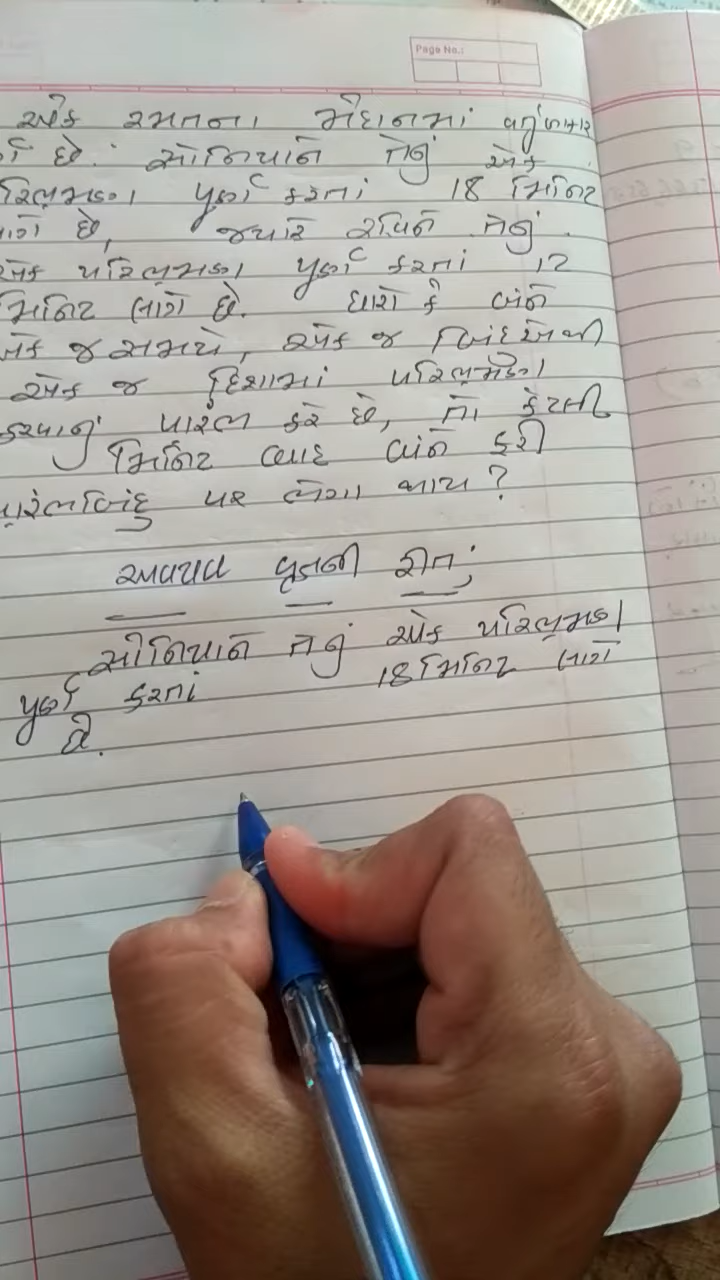 Page No.:
એક રમતના મેદાનમાં વર્તુળાકાર
ર્ગ છે. સોનિયાને તેનું એક
પરિભ્રમણ પૂર્ણ કરતાં 18 મિનિટ
લાગે છે, જ્યારે રવિને તેનું
એક પરિભ્રમણ પૂર્ણ કરતાં 12
મિનિટ લાગે છે. ધારો કે બંને
એક જ સમયે, એક જ બિંદુએથી
એક જ દિશામાં પરિભ્રમણ
કરવાનું પ્રારંભ કરે છે, તો કેટલી
મિનિટ બાદ બંને ફરી
પ્રારંભબિંદુ પર ભેગા થાય ?
અવયવ વૃક્ષની રીત;
સોનિયાને તેનું એક પરિભ્રમણ
પૂર્ણ કરતાં 18 મિનિટ લાગે
છે.